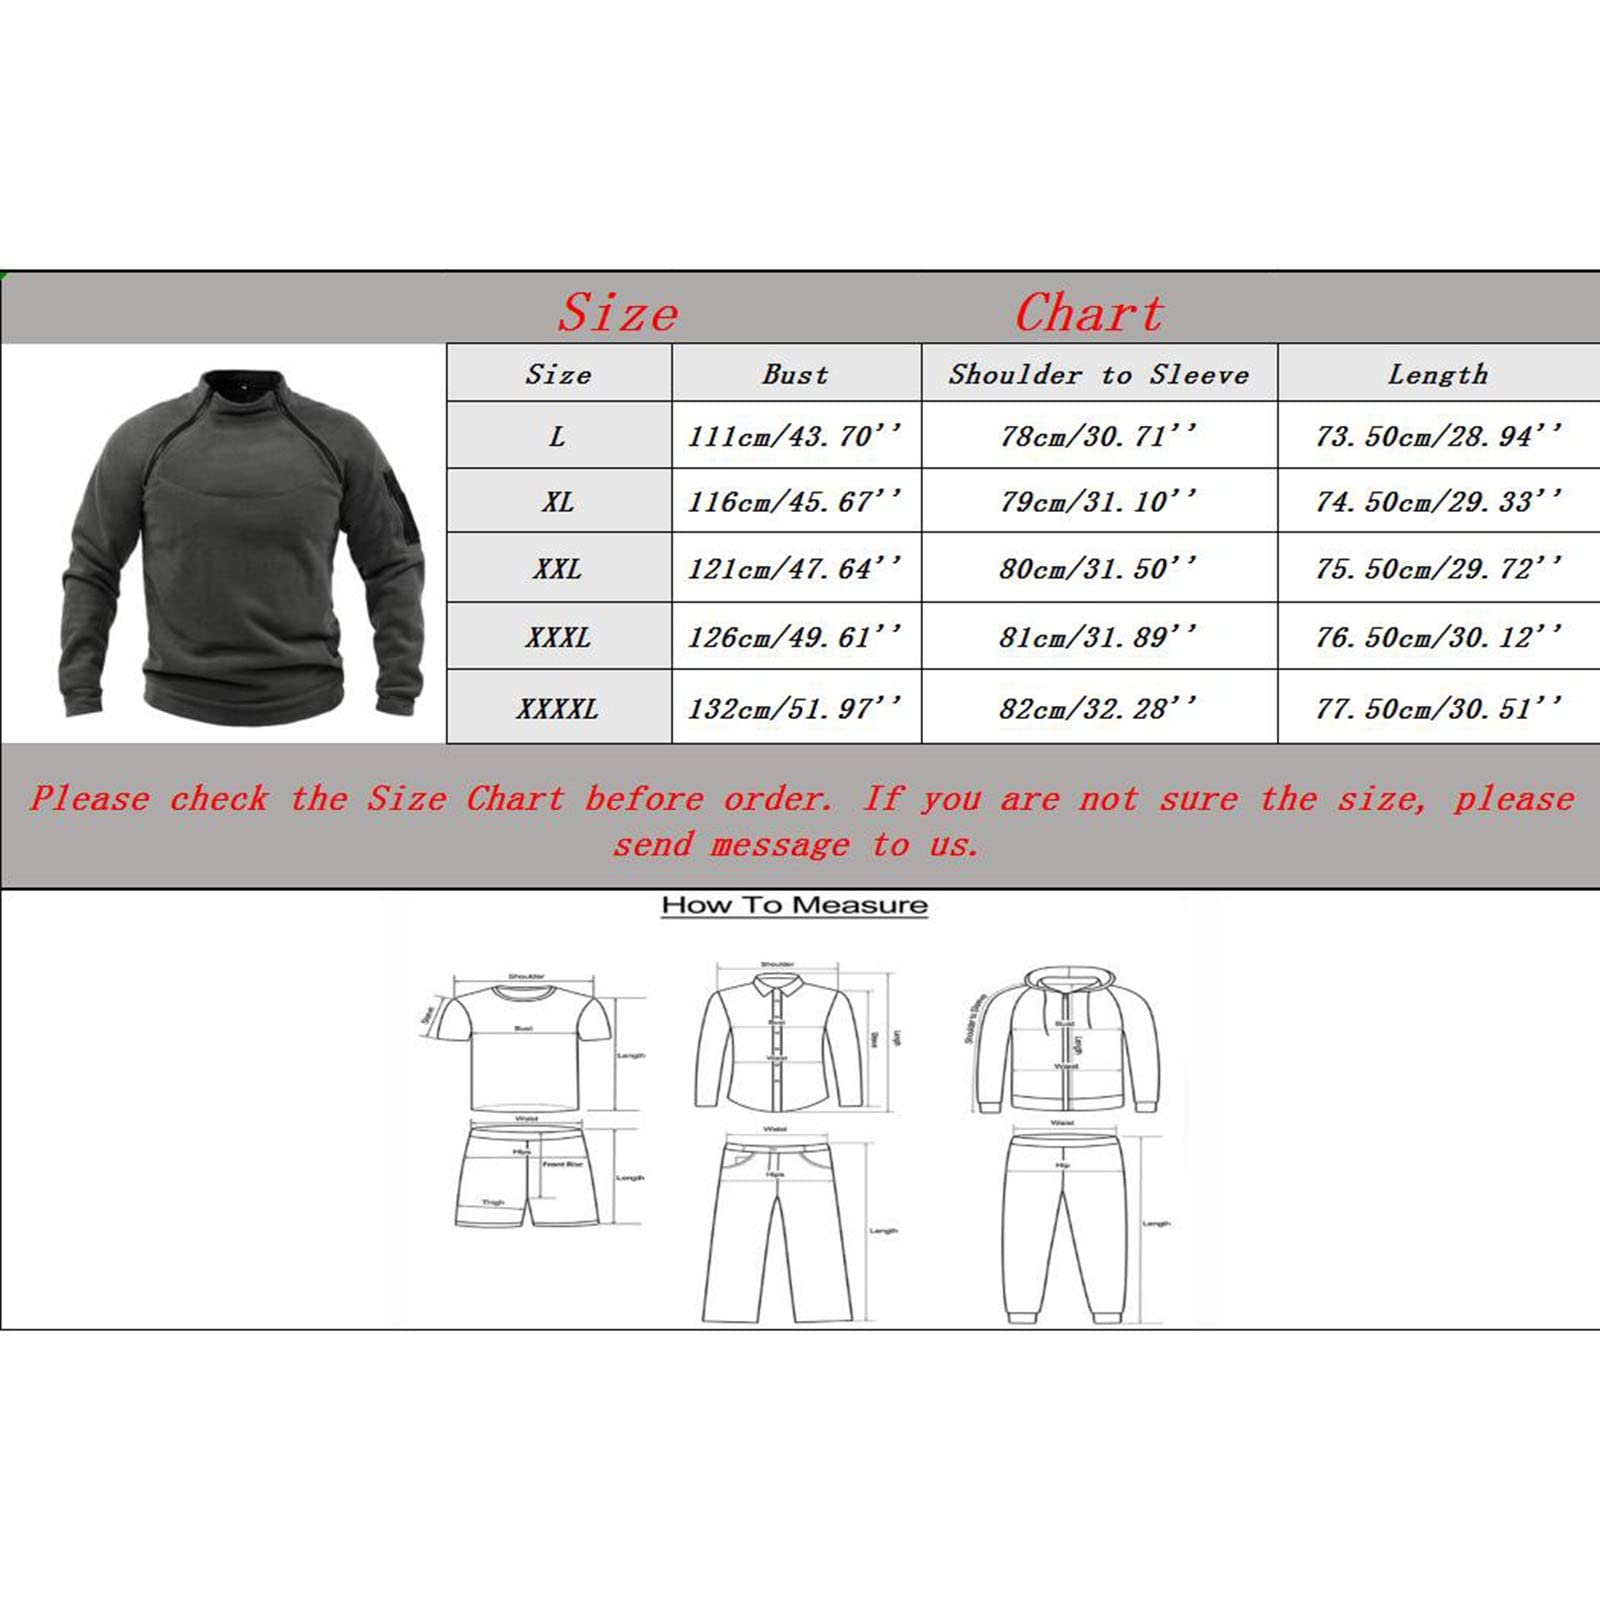 Size Chart
Size Bust Shoulder to Sleeve Length
L 111cm/43.70'' 78cm/30.71'' 73.50cm/28.94''
XL 116cm/45.67'' 79cm/31.10'' 74.50cm/29.33''
XXL 121cm/47.64'' 80cm/31.50'' 75.50cm/29.72''
XXXL 126cm/49.61'' 81cm/31.89'' 76.50cm/30.12''
XXXXL 132cm/51.97'' 82cm/32.28'' 77.50cm/30.51''
Please check the Size Chart before order. If you are not sure the size, please
send message to us.
How To Measure
Shoulder
Sleeve
Bust
Length
Waist
Hips
Front Rise
Length
Thigh
Shoulder
Bust
Waist
Sleeve
Length
Waist
Hips
Length
Shoulder to Sleeve
Bust
Length
Waist
Waist
Hip
Length